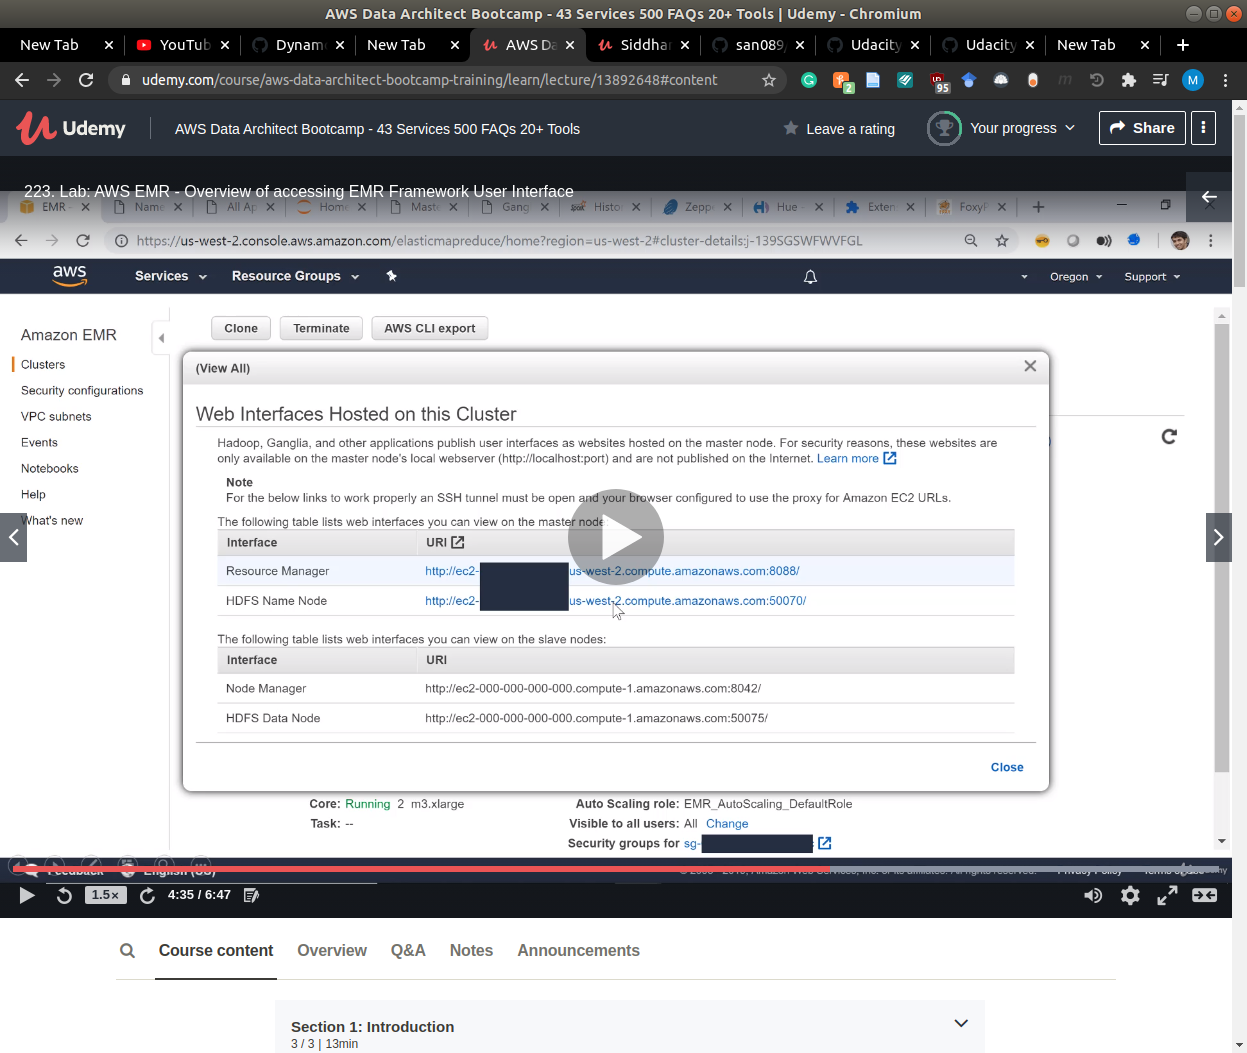 AWS Data Architect Bootcamp - 43 Services 500 FAQs 20+ Tools | Udemy - Chromium
New Tab YouTub Dynam New Tab AWS Da Siddhar san089 Udacity Udacity New Tab
udemy.com/course/aws-data-architect-bootcamp-training/learn/lecture/13892648#content
2 95 M
Udemy AWS Data Architect Bootcamp - 43 Services 500 FAQs 20+ Tools Leave a rating Your progress Share
223. Lab: AWS EMR - Overview of accessing EMR Framework User Interface
EMR - Name All Ap Home Maste Gang Histo Zeppe Hue - Exten FoxyP
https://us-west-2.console.aws.amazon.com/elasticmapreduce/home?region=us-west-2#cluster-details:j-139SGSWFWVFGL
aws Services Resource Groups Oregon Support
Amazon EMR
Clusters
Security configurations
VPC subnets
Events
Notebooks
Help
What's new
Clone Terminate AWS CLI export
(View All)
Web Interfaces Hosted on this Cluster
Hadoop, Ganglia, and other applications publish user interfaces as websites hosted on the master node. For security reasons, these websites are
only available on the master node's local webserver (http://localhost:port) and are not published on the Internet. Learn more
Note
For the below links to work properly an SSH tunnel must be open and your browser configured to use the proxy for Amazon EC2 URLs.
The following table lists web interfaces you can view on the master node:
Interface URI
Resource Manager http://ec2- us-west-2.compute.amazonaws.com:8088/
HDFS Name Node http://ec2- us-west-2.compute.amazonaws.com:50070/
The following table lists web interfaces you can view on the slave nodes:
Interface URI
Node Manager http://ec2-000-000-000-000.compute-1.amazonaws.com:8042/
HDFS Data Node http://ec2-000-000-000-000.compute-1.amazonaws.com:50075/
Close
Core: Running 2 m3.xlarge Auto Scaling role: EMR_AutoScaling_DefaultRole
Task: -- Visible to all users: All Change
Security groups for sg-
Feedback English (US)
1.5× 4:35 / 6:47
Course content Overview Q&A Notes Announcements
Section 1: Introduction
3 / 3 | 13min